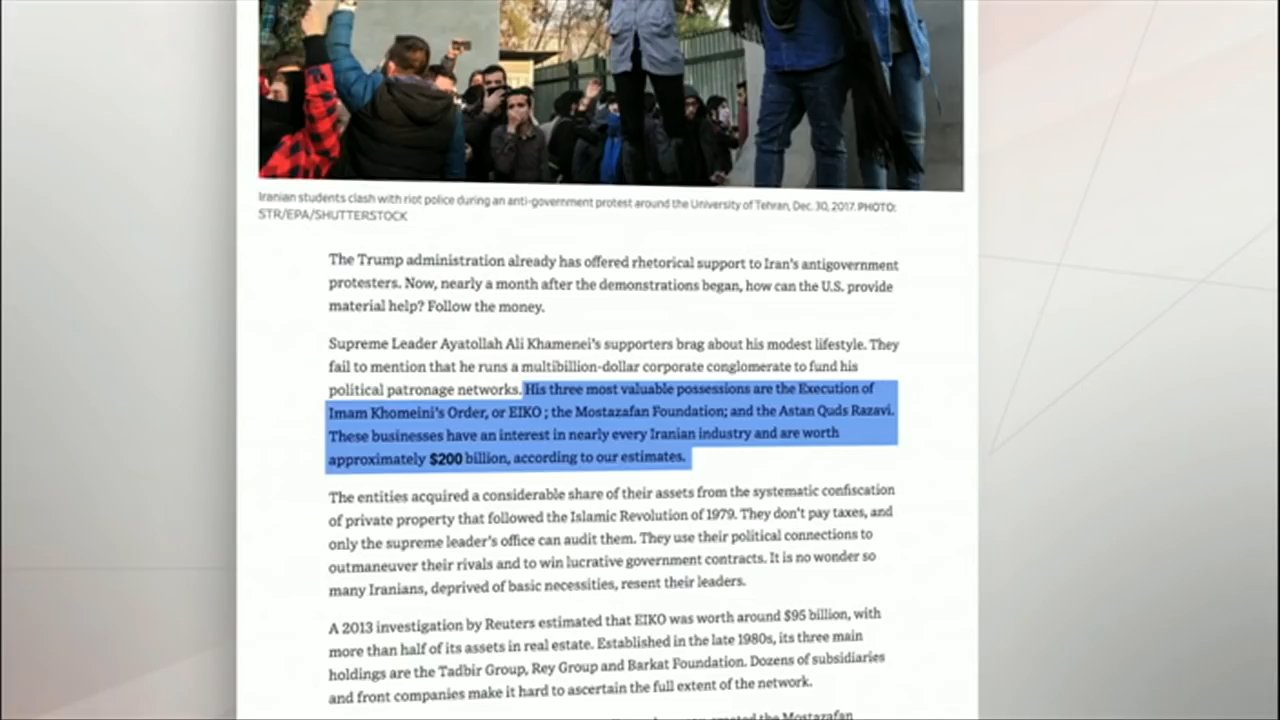 Iranian students clash with riot police during an anti-government protest around the University of Tehran, Dec. 30, 2017. PHOTO:
STR/EPA/SHUTTERSTOCK
The Trump administration already has offered rhetorical support to Iran's antigovernment
protesters. Now, nearly a month after the demonstrations began, how can the U.S. provide
material help? Follow the money.
Supreme Leader Ayatollah Ali Khamenei's supporters brag about his modest lifestyle. They
fail to mention that he runs a multibillion-dollar corporate conglomerate to fund his
political patronage networks. His three most valuable possessions are the Execution of
Imam Khomeini's Order, or EIKO ; the Mostazafan Foundation; and the Astan Quds Razavi.
These businesses have an interest in nearly every Iranian industry and are worth
approximately $200 billion, according to our estimates.
The entities acquired a considerable share of their assets from the systematic confiscation
of private property that followed the Islamic Revolution of 1979. They don't pay taxes, and
only the supreme leader's office can audit them. They use their political connections to
outmaneuver their rivals and to win lucrative government contracts. It is no wonder so
many Iranians, deprived of basic necessities, resent their leaders.
A 2013 investigation by Reuters estimated that EIKO was worth around $95 billion, with
more than half of its assets in real estate. Established in the late 1980s, its three main
holdings are the Tadbir Group, Rey Group and Barkat Foundation. Dozens of subsidiaries
and front companies make it hard to ascertain the full extent of the network.
the Mostazafan